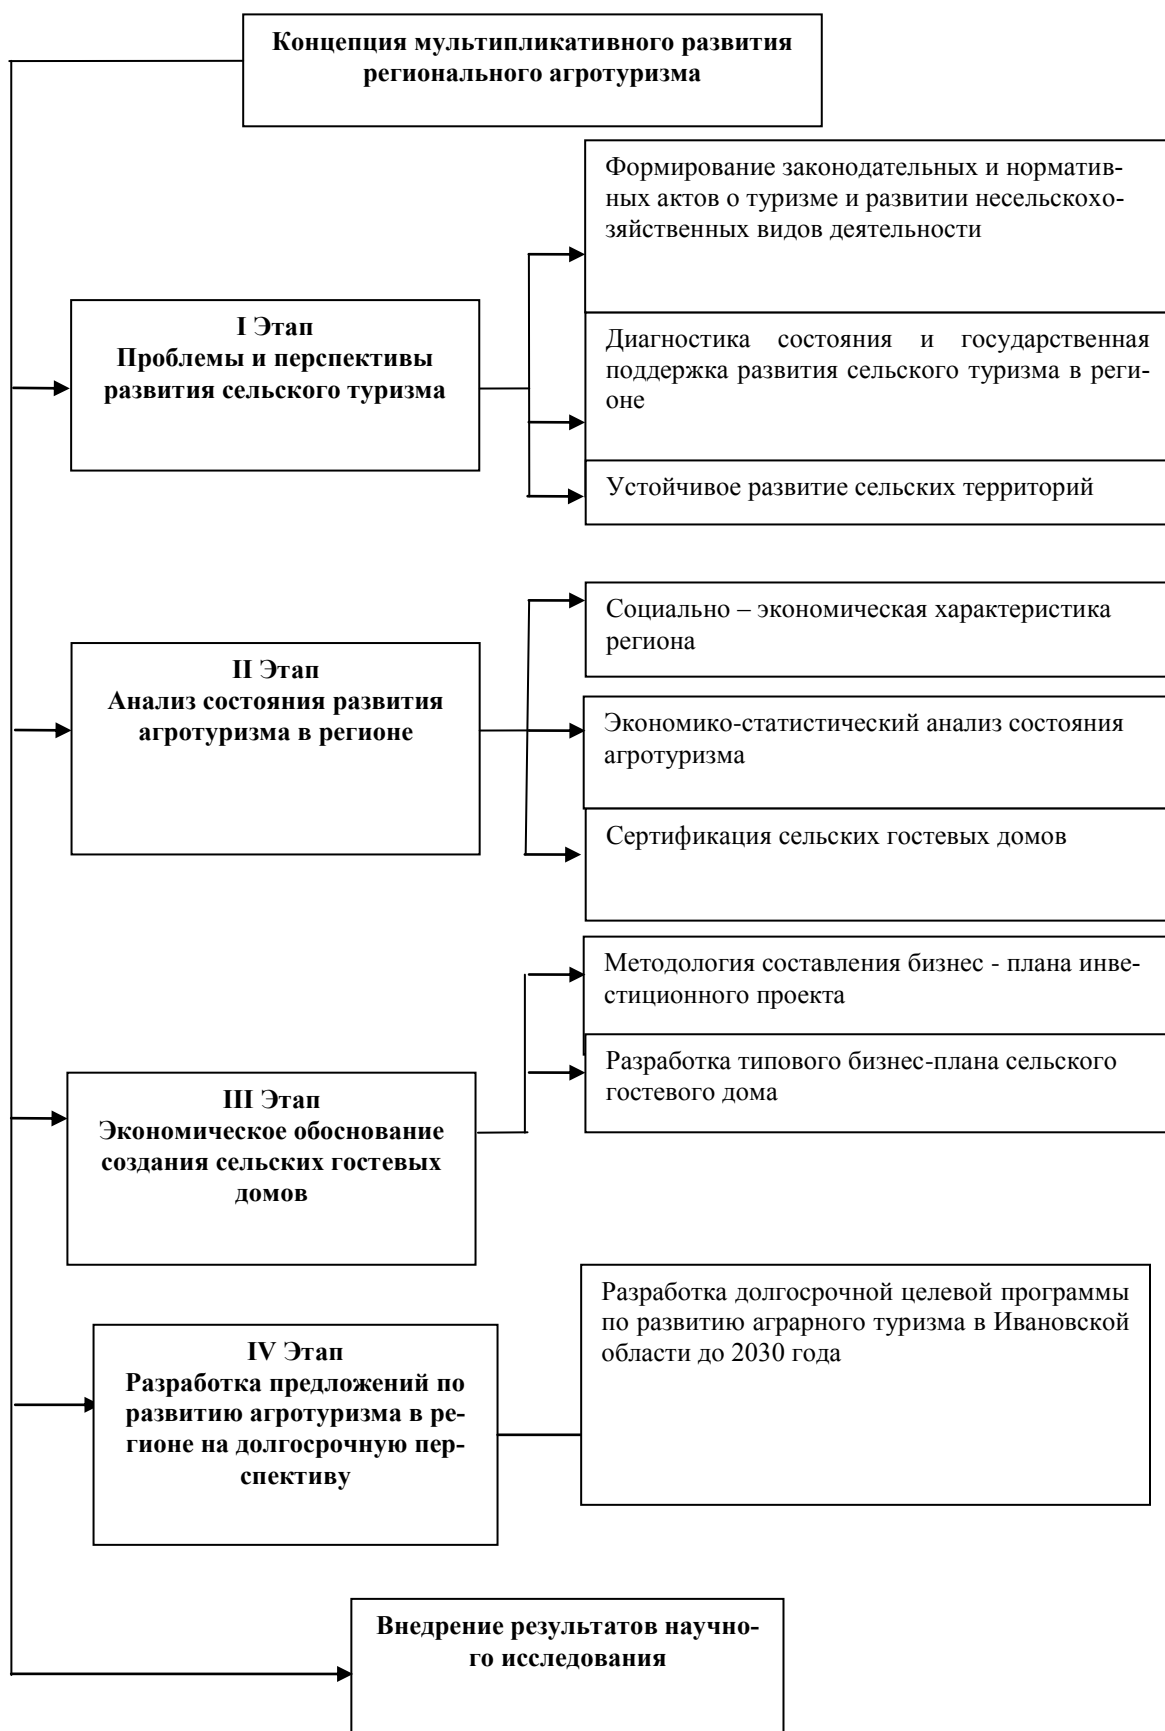 Концепция мультипликативного развития
регионального агротуризма
Формирование законодательных и норматив-
ных актов о туризме и развитии несельскохо-
зяйственных видов деятельности
I Этап
Проблемы и перспективы
развития сельского туризма
Диагностика состояния и государственная
поддержка развития сельского туризма в реги-
оне
Устойчивое развитие сельских территорий
Социально – экономическая характеристика
региона
II Этап
Анализ состояния развития
агротуризма в регионе
Экономико-статистический анализ состояния
агротуризма
Сертификация сельских гостевых домов
Методология составления бизнес - плана инве-
стиционного проекта
Разработка типового бизнес-плана сельского
гостевого дома
III Этап
Экономическое обоснование
создания сельских гостевых
домов
Разработка долгосрочной целевой программы
по развитию аграрного туризма в Ивановской
области до 2030 года
IV Этап
Разработка предложений по
развитию агротуризма в ре-
гионе на долгосрочную пер-
спективу
Внедрение результатов научно-
го исследования